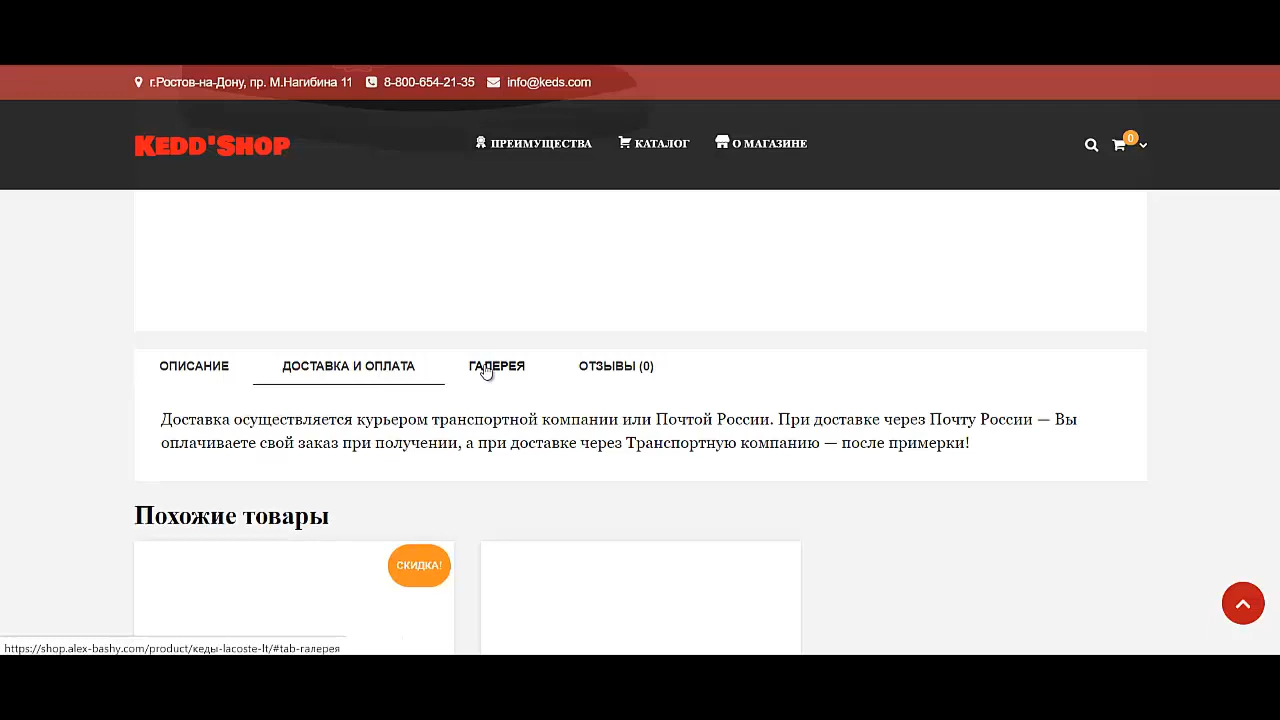 г.Ростов-на-Дону, пр. М.Нагибина 11 8-800-654-21-35 info@keds.com
Kedd'Shop
ПРЕИМУЩЕСТВА КАТАЛОГ О МАГАЗИНЕ
0
ОПИСАНИЕ ДОСТАВКА И ОПЛАТА ГАЛЕРЕЯ ОТЗЫВЫ (0)
Доставка осуществляется курьером транспортной компании или Почтой России. При доставке через Почту России — Вы
оплачиваете свой заказ при получении, а при доставке через Транспортную компанию — после примерки!
Похожие товары
СКИДКА!
https://shop.alex-bashy.com/product/кеды-lacoste-lt/#tab-галерея